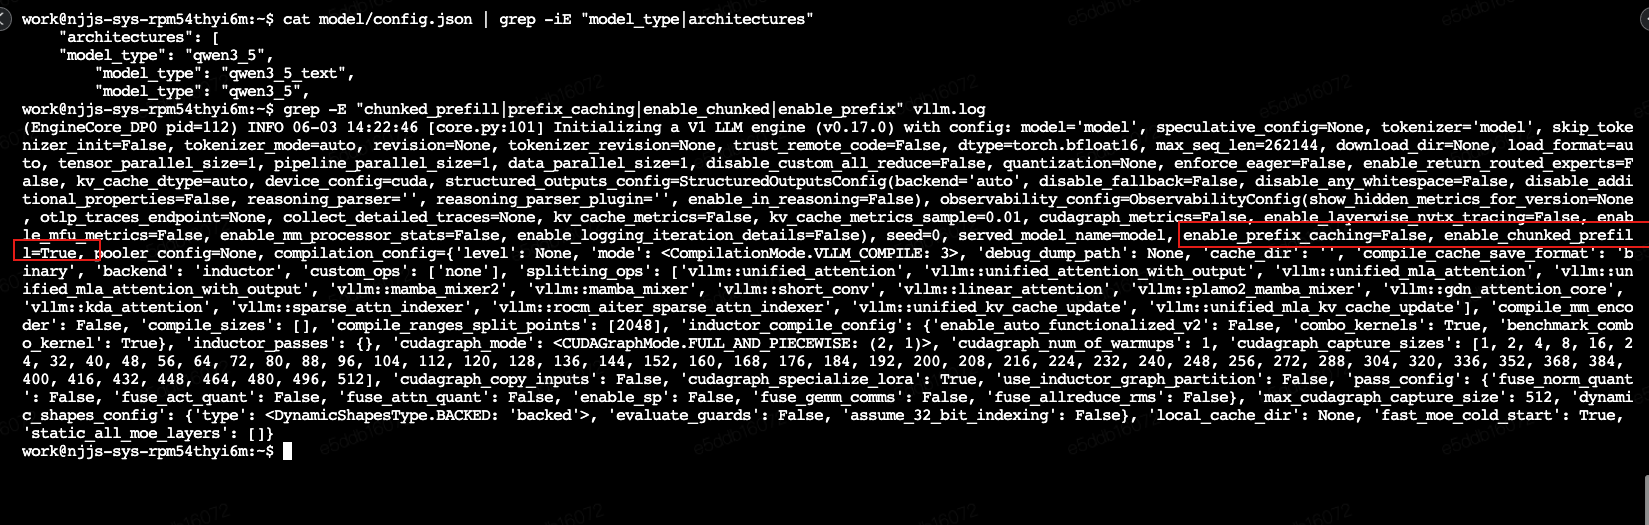 work@njjs-sys-rpm54thyi6m:~$ cat model/config.json | grep -iE "model_type|architectures"
    "architectures": [
    "model_type": "qwen3_5",
        "model_type": "qwen3_5_text",
        "model_type": "qwen3_5",
work@njjs-sys-rpm54thyi6m:~$ grep -E "chunked_prefill|prefix_caching|enable_chunked|enable_prefix" vllm.log
(EngineCore_DP0 pid=112) INFO 06-03 14:22:46 [core.py:101] Initializing a V1 LLM engine (v0.17.0) with config: model='model', speculative_config=None, tokenizer='model', skip_toke
nizer_init=False, tokenizer_mode=auto, revision=None, tokenizer_revision=None, trust_remote_code=False, dtype=torch.bfloat16, max_seq_len=262144, download_dir=None, load_format=au
to, tensor_parallel_size=1, pipeline_parallel_size=1, data_parallel_size=1, disable_custom_all_reduce=False, quantization=None, enforce_eager=False, enable_return_routed_experts=F
alse, kv_cache_dtype=auto, device_config=cuda, structured_outputs_config=StructuredOutputsConfig(backend='auto', disable_fallback=False, disable_any_whitespace=False, disable_addi
tional_properties=False, reasoning_parser='', reasoning_parser_plugin='', enable_in_reasoning=False), observability_config=ObservabilityConfig(show_hidden_metrics_for_version=None
, otlp_traces_endpoint=None, collect_detailed_traces=None, kv_cache_metrics=False, kv_cache_metrics_sample=0.01, cudagraph_metrics=False, enable_layerwise_nvtx_tracing=False, enab
le_mfu_metrics=False, enable_mm_processor_stats=False, enable_logging_iteration_details=False), seed=0, served_model_name=model, enable_prefix_caching=False, enable_chunked_prefil
l=True, pooler_config=None, compilation_config={'level': None, 'mode': <CompilationMode.VLLM_COMPILE: 3>, 'debug_dump_path': None, 'cache_dir': '', 'compile_cache_save_format': 'b
inary', 'backend': 'inductor', 'custom_ops': ['none'], 'splitting_ops': ['vllm::unified_attention', 'vllm::unified_attention_with_output', 'vllm::unified_mla_attention', 'vllm::un
ified_mla_attention_with_output', 'vllm::mamba_mixer2', 'vllm::mamba_mixer', 'vllm::short_conv', 'vllm::linear_attention', 'vllm::plamo2_mamba_mixer', 'vllm::gdn_attention_core',
'vllm::kda_attention', 'vllm::sparse_attn_indexer', 'vllm::rocm_aiter_sparse_attn_indexer', 'vllm::unified_kv_cache_update', 'vllm::unified_mla_kv_cache_update'], 'compile_mm_enco
der': False, 'compile_sizes': [], 'compile_ranges_split_points': [2048], 'inductor_compile_config': {'enable_auto_functionalized_v2': False, 'combo_kernels': True, 'benchmark_comb
o_kernel': True}, 'inductor_passes': {}, 'cudagraph_mode': <CUDAGraphMode.FULL_AND_PIECEWISE: (2, 1)>, 'cudagraph_num_of_warmups': 1, 'cudagraph_capture_sizes': [1, 2, 4, 8, 16, 2
4, 32, 40, 48, 56, 64, 72, 80, 88, 96, 104, 112, 120, 128, 136, 144, 152, 160, 168, 176, 184, 192, 200, 208, 216, 224, 232, 240, 248, 256, 272, 288, 304, 320, 336, 352, 368, 384,
400, 416, 432, 448, 464, 480, 496, 512], 'cudagraph_copy_inputs': False, 'cudagraph_specialize_lora': True, 'use_inductor_graph_partition': False, 'pass_config': {'fuse_norm_quant
': False, 'fuse_act_quant': False, 'fuse_attn_quant': False, 'enable_sp': False, 'fuse_gemm_comms': False, 'fuse_allreduce_rms': False}, 'max_cudagraph_capture_size': 512, 'dynami
c_shapes_config': {'type': <DynamicShapesType.BACKED: 'backed'>, 'evaluate_guards': False, 'assume_32_bit_indexing': False}, 'local_cache_dir': None, 'fast_moe_cold_start': True,
'static_all_moe_layers': []}
work@njjs-sys-rpm54thyi6m:~$